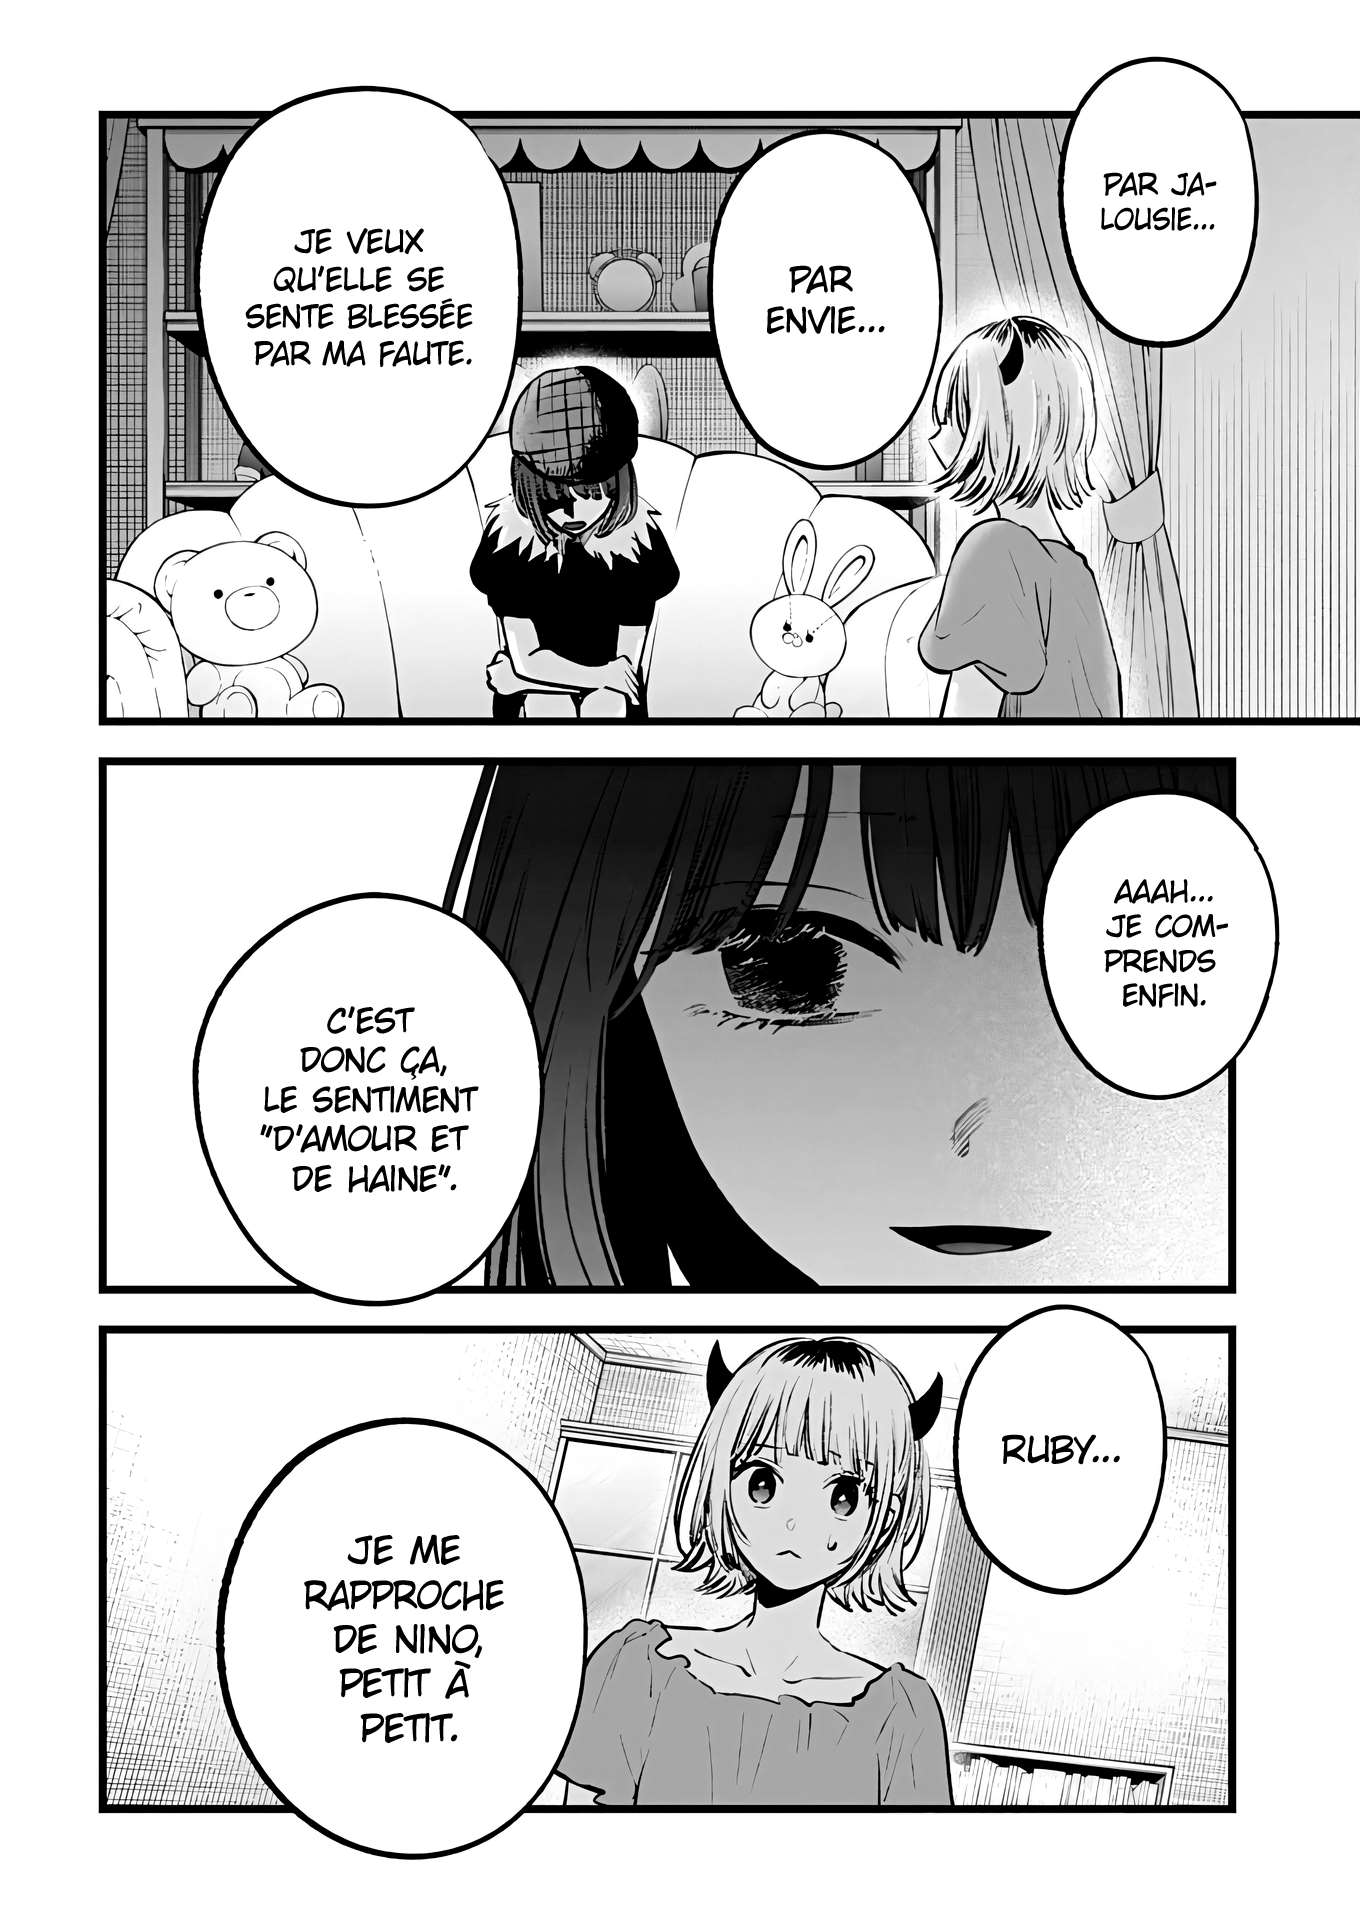 PAR JA-
LOUSIE...
PAR
ENVIE...
JE VEUX
QU'ELLE SE
SENTE BLESSÉE
PAR MA FAUTE.
AAAH...
JE COM-
PRENDS
ENFIN.
C'EST
DONC ÇA,
LE SENTIMENT
"D'AMOUR ET
DE HAINE".
RUBY...
JE ME
RAPPROCHE
DE NINO,
PETIT À
PETIT.